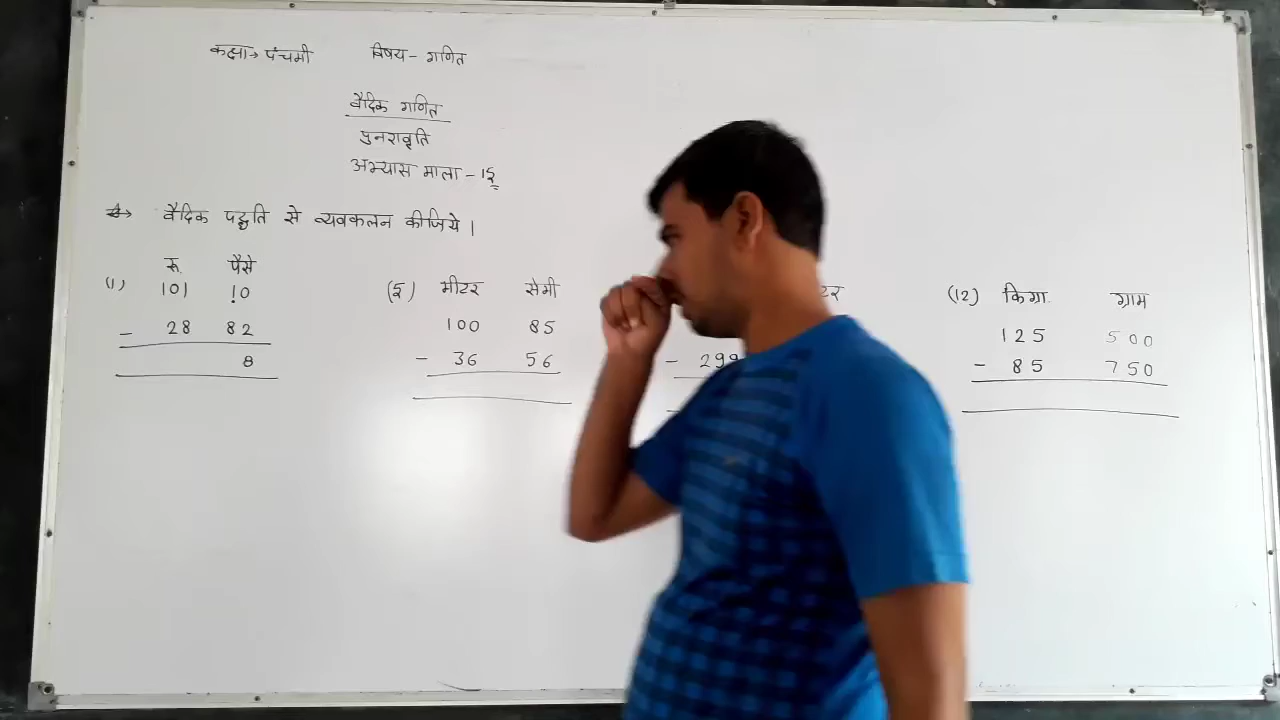 कक्षा → पंचमी विषय - गणित
वैदिक गणित
पुनरावृति
अभ्यास माला - 15
वैदिक पद्धति से व्यवकलन कीजिये ।
(1) रू. पैसे
101 10
- 28 82
8
(5) मीटर सेमी
100 85
- 36 56
- 299
(12) किग्रा. ग्राम
125 500
- 85 750